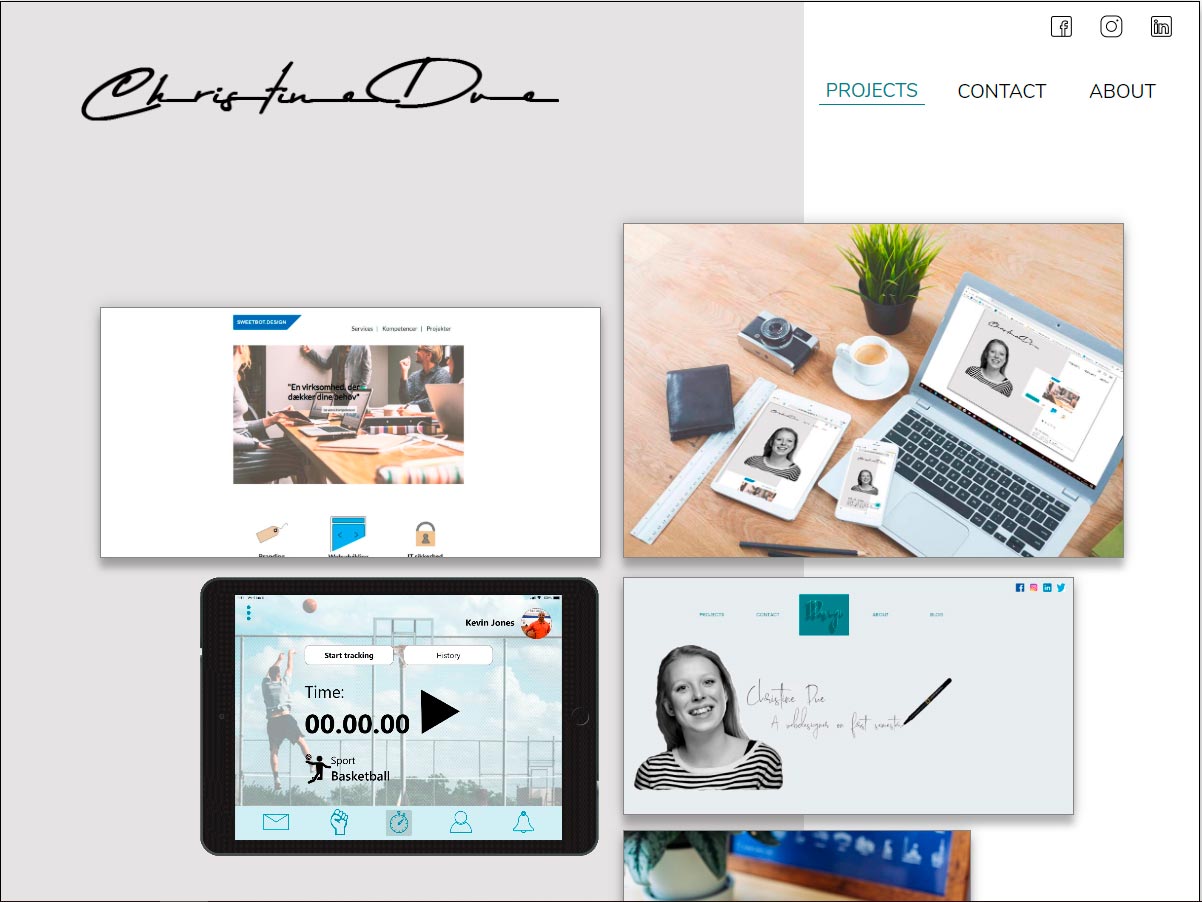 Christine Due
PROJECTS CONTACT ABOUT
SWEETBOT.DESIGN
Services | Kompetencer | Projekter
"En virksomhed, der
dækker dine behov"
Branding
IT sikkerhed
Kevin Jones
Start tracking History
Time:
00.00.00
Sport
Basketball
PROJECTS CONTACT ABOUT BLOG
Christine Due
A webdesigner on first semester